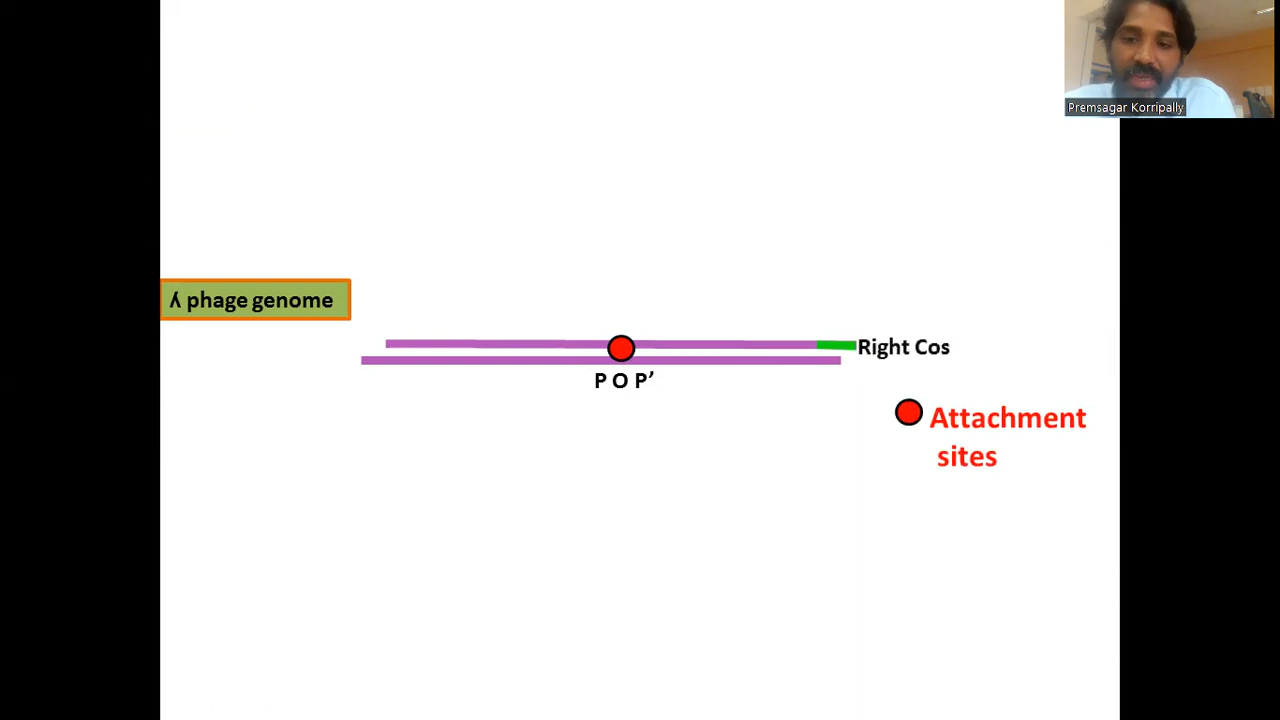 Premsagar Korripally
ʎ phage genome
Right Cos
P O P’
Attachment
sites